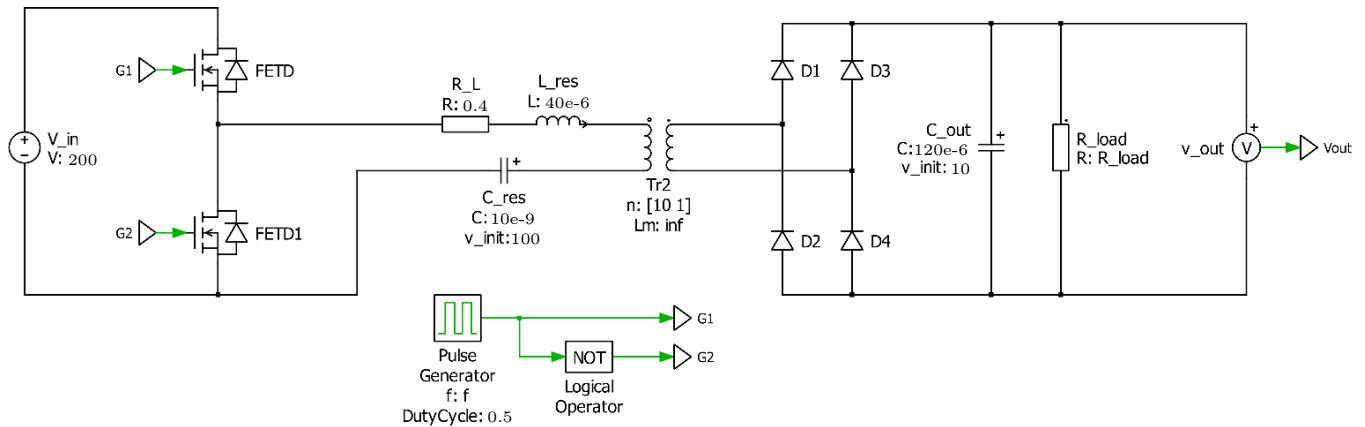 G1
FETD
D1
D3
R_L
R: 0.4
L_res
L: 40e-6
V_in
V: 200
+
−
+
C_res
C: 10e-9
v_init:100
Tr2
n: [10 1]
Lm: inf
+
C_out
C:120e-6
v_init: 10
R_load
R: R_load
+
v_out
V
Vout
G2
FETD1
D2
D4
G1
NOT
G2
Pulse
Generator
f: f
DutyCycle: 0.5
Logical
Operator